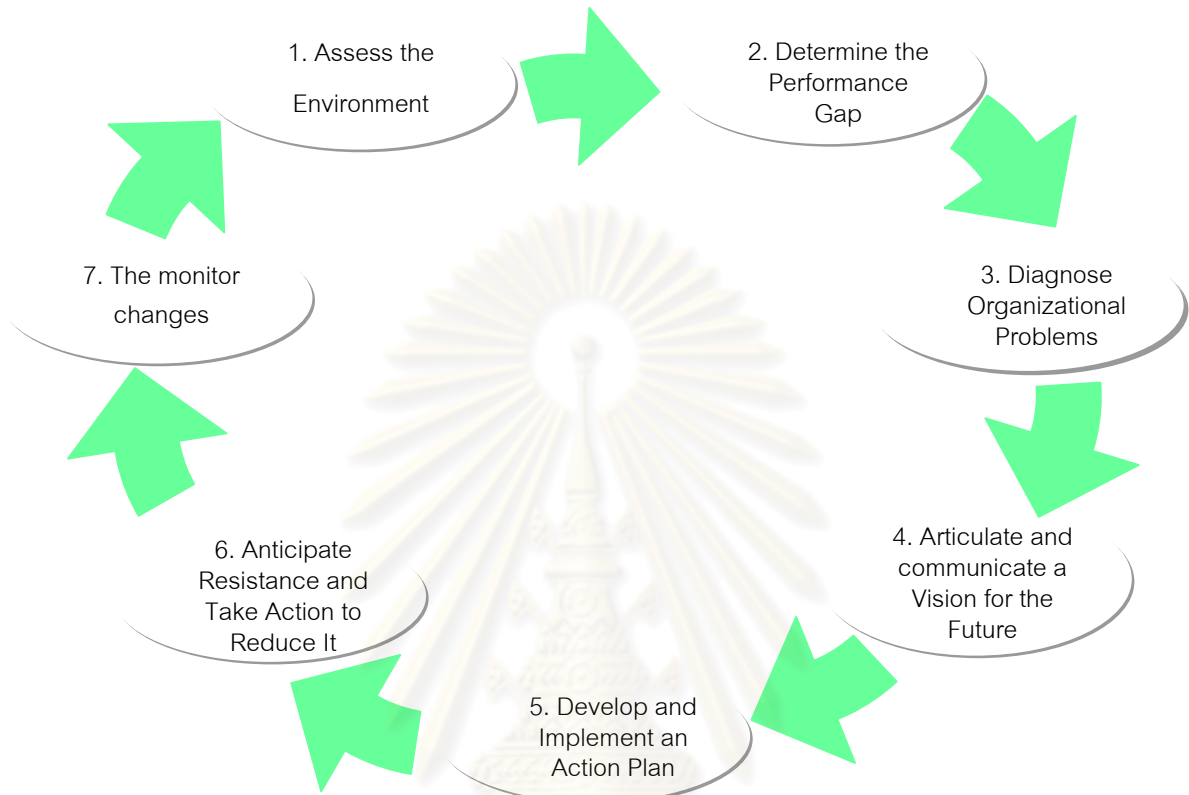 1. Assess the
Environment
2. Determine the
Performance
Gap
3. Diagnose
Organizational
Problems
4. Articulate and
communicate a
Vision for the
Future
5. Develop and
Implement an
Action Plan
6. Anticipate
Resistance and
Take Action to
Reduce It
7. The monitor
changes